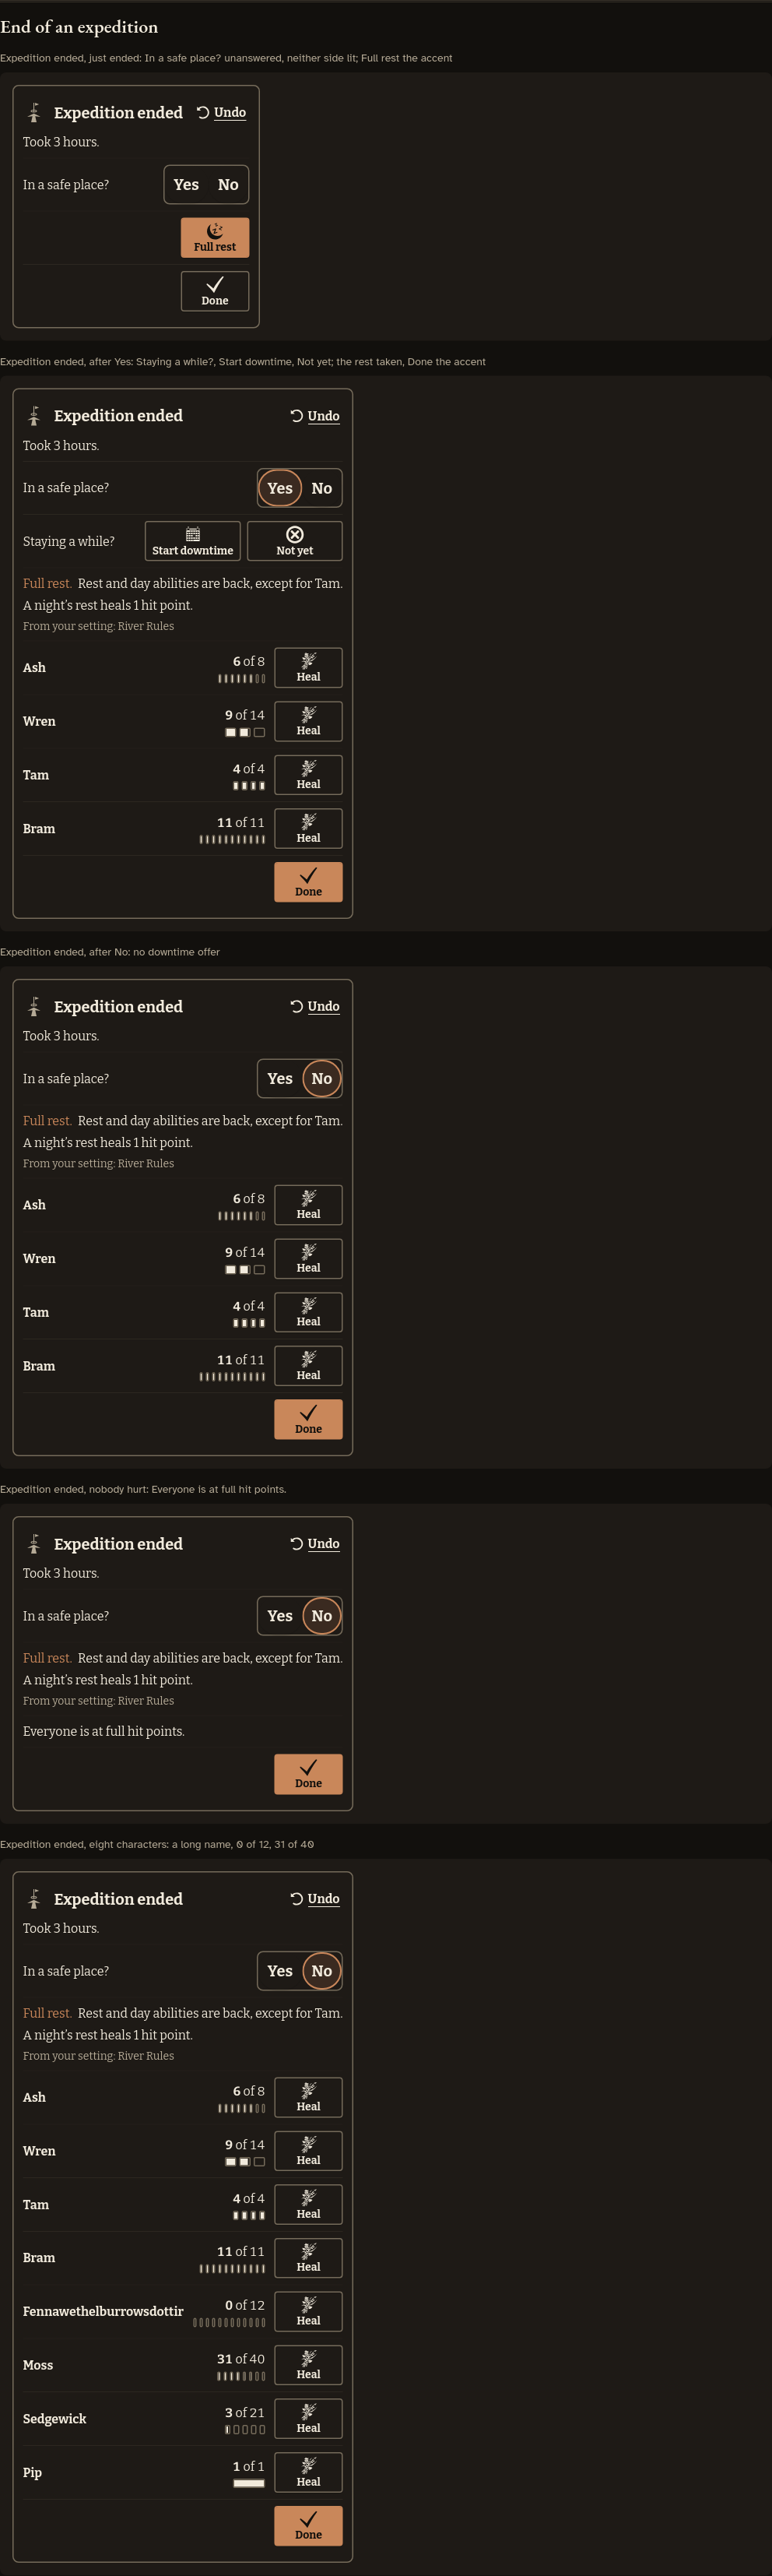 End of an expedition
Expedition ended, just ended: In a safe place? unanswered, neither side lit; Full rest the accent
Expedition ended
Undo
Took 3 hours.
In a safe place?
Yes
No
Full rest
Done
Expedition ended, after Yes: Staying a while?, Start downtime, Not yet; the rest taken, Done the accent
Expedition ended
Undo
Took 3 hours.
In a safe place?
Yes
No
Staying a while?
Start downtime
Not yet
Full rest. Rest and day abilities are back, except for Tam.
A night's rest heals 1 hit point.
From your setting: River Rules
Ash
6 of 8
Heal
Wren
9 of 14
Heal
Tam
4 of 4
Heal
Bram
11 of 11
Heal
Done
Expedition ended, after No: no downtime offer
Expedition ended
Undo
Took 3 hours.
In a safe place?
Yes
No
Full rest. Rest and day abilities are back, except for Tam.
A night's rest heals 1 hit point.
From your setting: River Rules
Ash
6 of 8
Heal
Wren
9 of 14
Heal
Tam
4 of 4
Heal
Bram
11 of 11
Heal
Done
Expedition ended, nobody hurt: Everyone is at full hit points.
Expedition ended
Undo
Took 3 hours.
In a safe place?
Yes
No
Full rest. Rest and day abilities are back, except for Tam.
A night's rest heals 1 hit point.
From your setting: River Rules
Everyone is at full hit points.
Done
Expedition ended, eight characters: a long name, 0 of 12, 31 of 40
Expedition ended
Undo
Took 3 hours.
In a safe place?
Yes
No
Full rest. Rest and day abilities are back, except for Tam.
A night's rest heals 1 hit point.
From your setting: River Rules
Ash
6 of 8
Heal
Wren
9 of 14
Heal
Tam
4 of 4
Heal
Bram
11 of 11
Heal
Fennawethelburrowsdottir
0 of 12
Heal
Moss
31 of 40
Heal
Sedgewick
3 of 21
Heal
Pip
1 of 1
Heal
Done